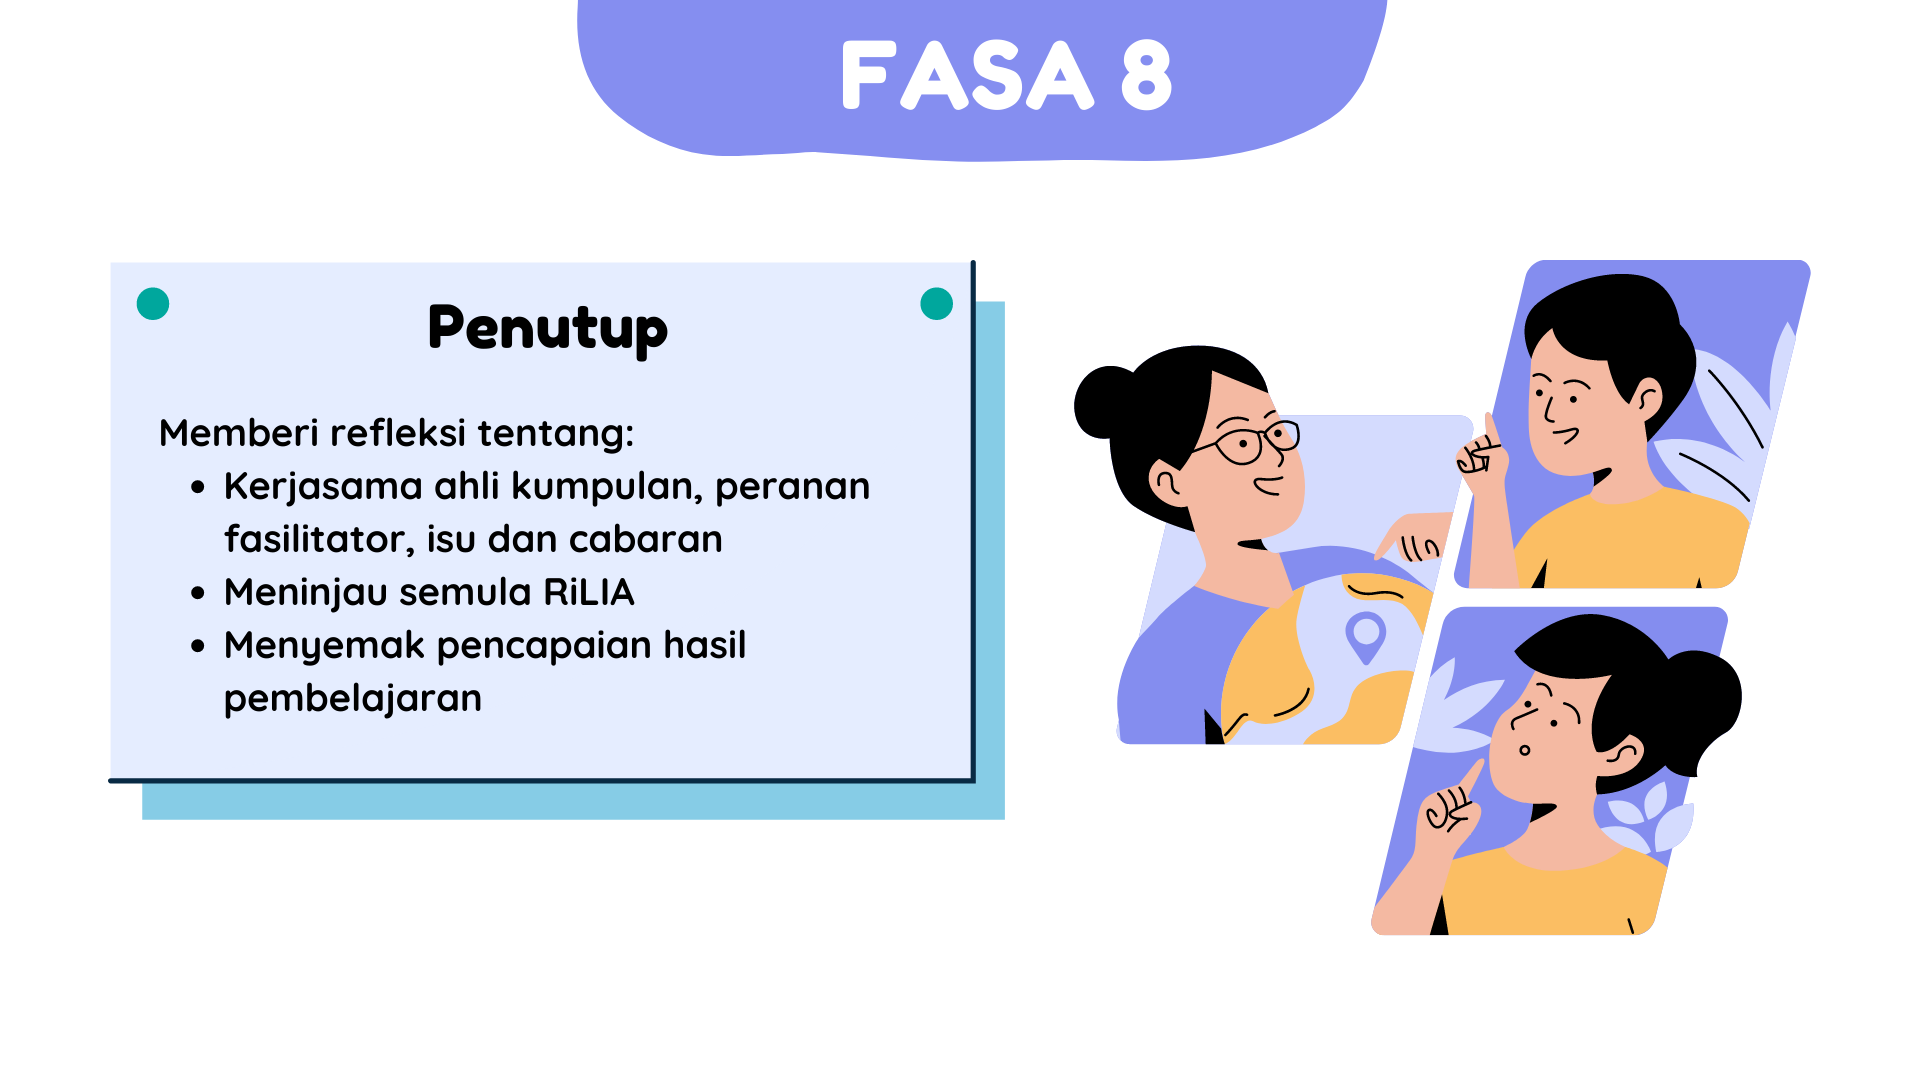 FASA 8
Penutup
Memberi refleksi tentang:
• Kerjasama ahli kumpulan, peranan
fasilitator, isu dan cabaran
• Meninjau semula RiLIA
• Menyemak pencapaian hasil
pembelajaran